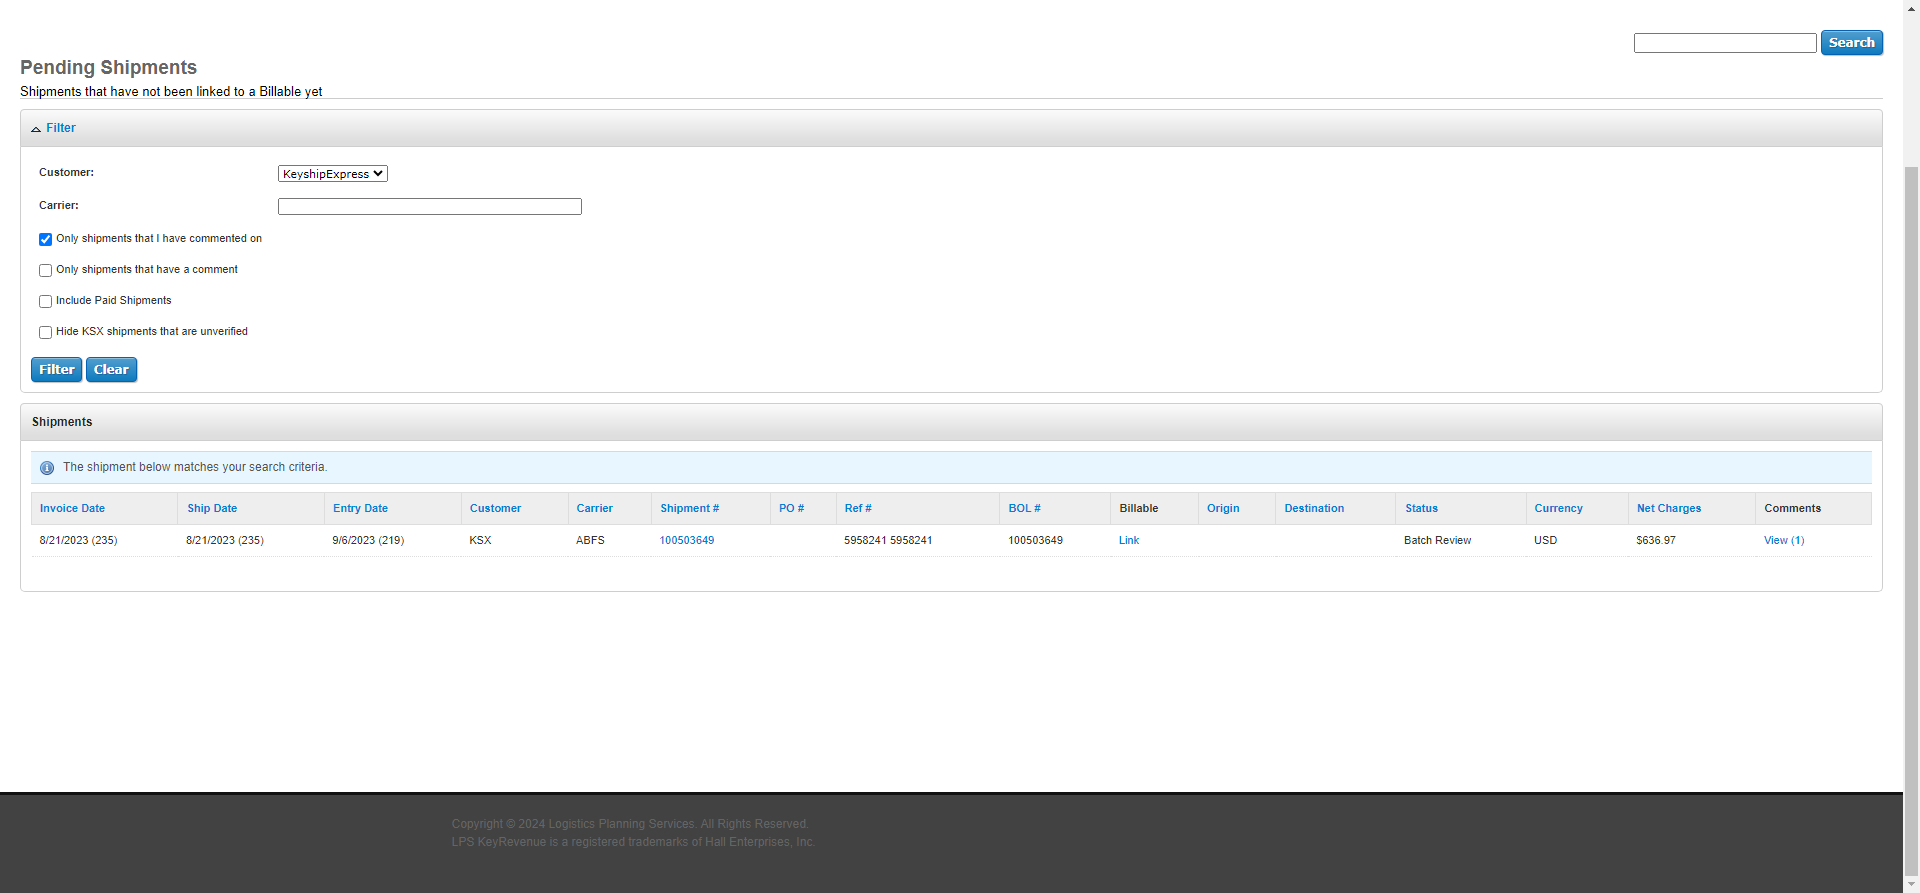 Search
Pending Shipments
Shipments that have not been linked to a Billable yet
Filter
Customer: KeyshipExpress
Carrier:
Only shipments that I have commented on
Only shipments that have a comment
Include Paid Shipments
Hide KSX shipments that are unverified
Filter Clear
Shipments
The shipment below matches your search criteria.
Invoice Date Ship Date Entry Date Customer Carrier Shipment # PO # Ref # BOL # Billable Origin Destination Status Currency Net Charges Comments
8/21/2023 (235) 8/21/2023 (235) 9/6/2023 (219) KSX ABFS 100503649 5958241 5958241 100503649 Link Batch Review USD $636.97 View (1)
Copyright © 2024 Logistics Planning Services. All Rights Reserved.
LPS KeyRevenue is a registered trademarks of Hall Enterprises, Inc.